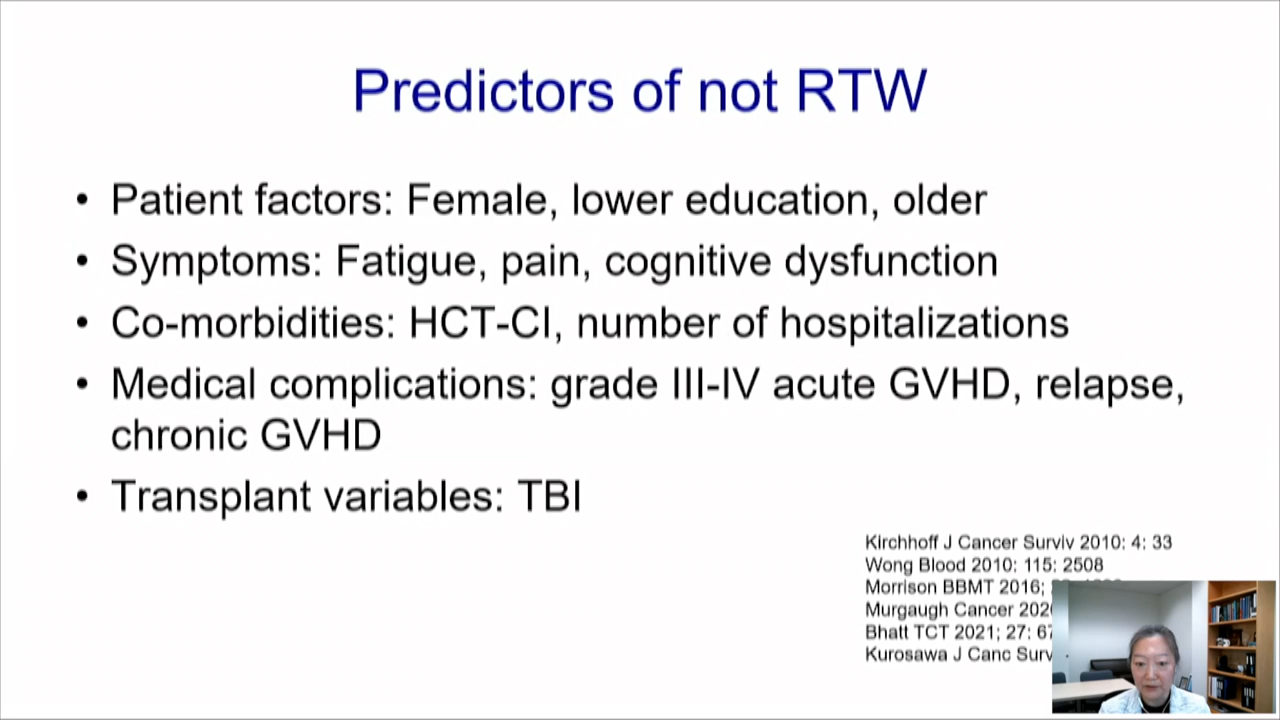 Predictors of not RTW
• Patient factors: Female, lower education, older
• Symptoms: Fatigue, pain, cognitive dysfunction
• Co-morbidities: HCT-CI, number of hospitalizations
• Medical complications: grade III-IV acute GVHD, relapse,
chronic GVHD
• Transplant variables: TBI
Kirchhoff J Cancer Surviv 2010; 4: 33
Wong Blood 2010; 115: 2508
Morrison BBMT 2016;
Murgaugh Cancer
Bhatt TCT 2021; 27:
Kurosawa J Canc Surv